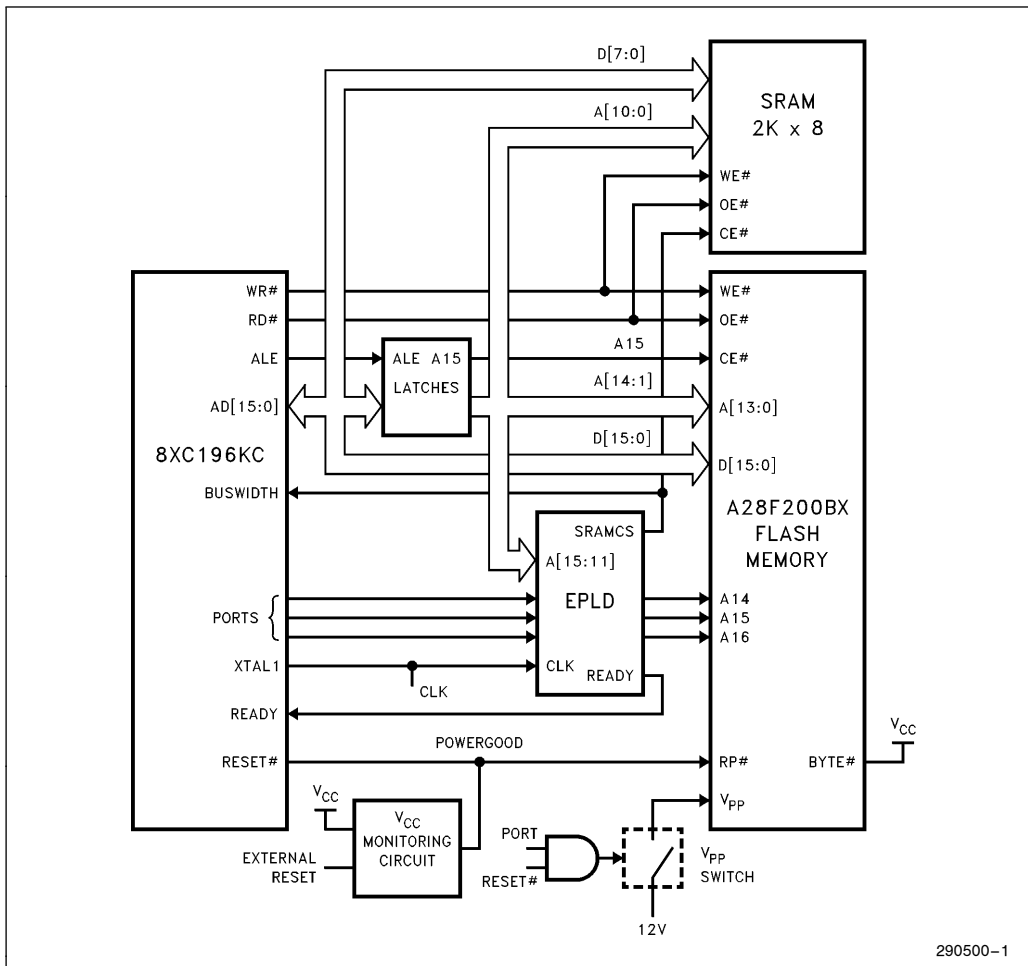 D[7:0]
SRAM
2K x 8
A[10:0]
WE#
OE#
CE#
WR#
WE#
RD#
OE#
A15
ALE
ALE A15
CE#
LATCHES
A[14:1]
AD[15:0]
A[13:0]
D[15:0]
8XC196KC
D[15:0]
BUSWIDTH
A28F200BX
FLASH
MEMORY
SRAMCS
A[15:11]
EPLD
PORTS
A14
A15
A16
XTAL1
CLK
READY
CLK
READY
POWERGOOD
VCC
RESET#
RP#
BYTE#
VCC
VPP
VCC
MONITORING
CIRCUIT
EXTERNAL
RESET
PORT
RESET#
VPP
SWITCH
12V
290500-1